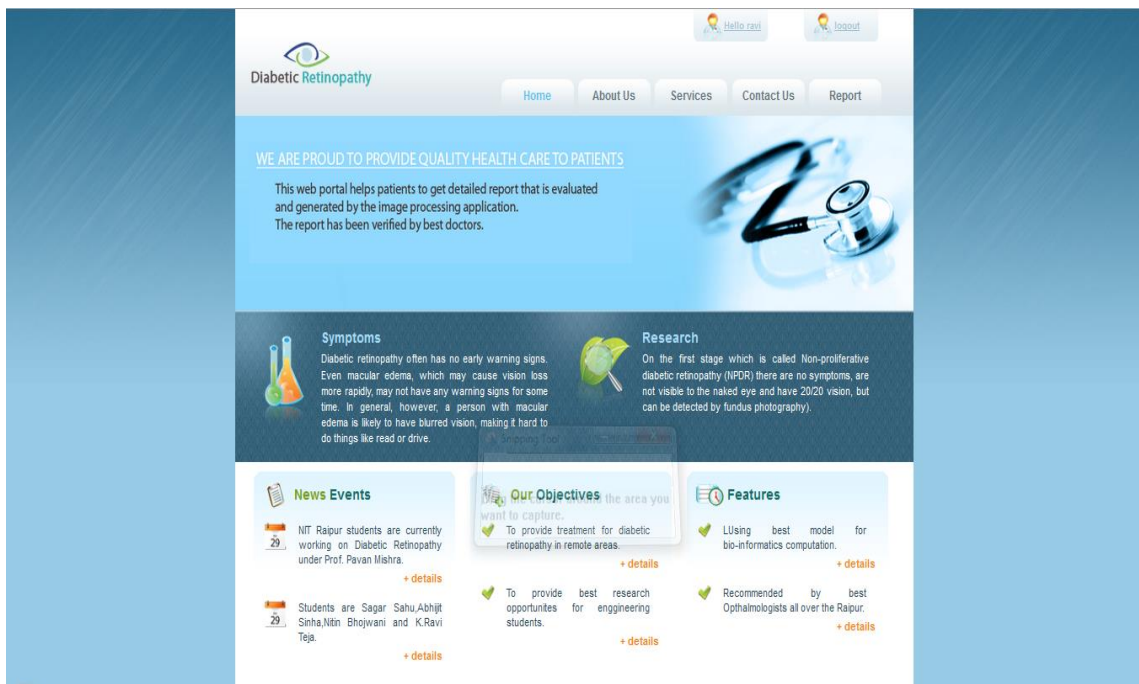 Hello ravi
logout
Diabetic Retinopathy
Home
About Us
Services
Contact Us
Report
WE ARE PROUD TO PROVIDE QUALITY HEALTH CARE TO PATIENTS
This web portal helps patients to get detailed report that is evaluated
and generated by the image processing application.
The report has been verified by best doctors.
Symptoms
Diabetic retinopathy often has no early warning signs.
Even macular edema, which may cause vision loss
more rapidly, may not have any warning signs for some
time. In general, however, a person with macular
edema is likely to have blurred vision, making it hard to
do things like read or drive.
Research
On the first stage which is called Non-proliferative
diabetic retinopathy (NPDR) there are no symptoms, are
not visible to the naked eye and have 20/20 vision, but
can be detected by fundus photography).
Snipping Tool
News Events
29
NIT Raipur students are currently
working on Diabetic Retinopathy
under Prof. Pavan Mishra.
+ details
29
Students are Sagar Sahu,Abhijit
Sinha,Nitin Bhojwani and K.Ravi
Teja.
+ details
Our Objectives
around the area you
want to capture.
To provide treatment for diabetic
retinopathy in remote areas.
+ details
To provide best research
opportunites for enggineering
students.
+ details
Features
LUsing best model for
bio-informatics computation.
+ details
Recommended by best
Opthalmologists all over the Raipur.
+ details